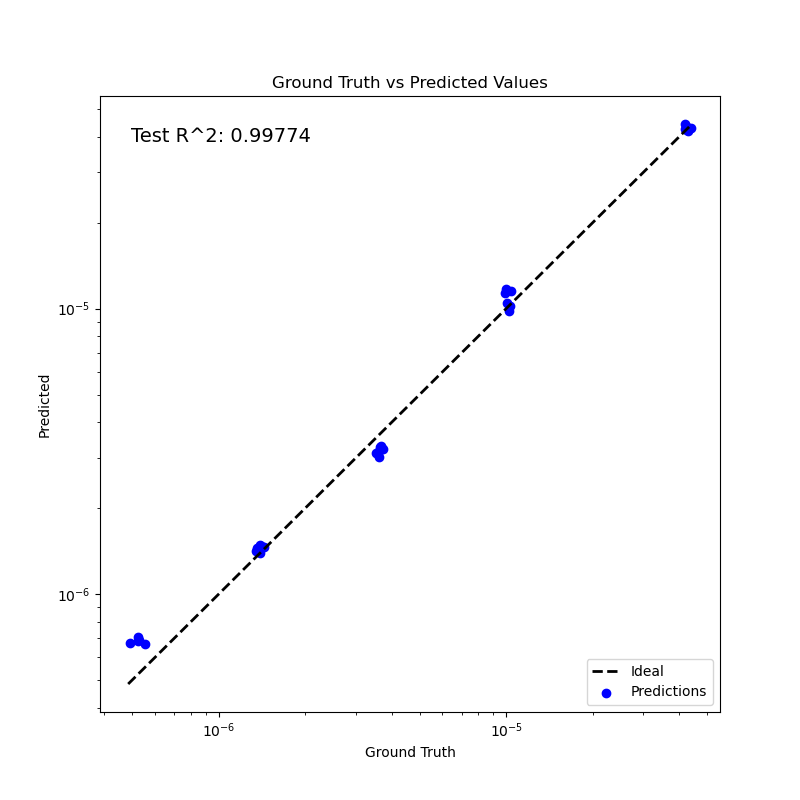 Ground Truth vs Predicted Values
Test R^2: 0.99774
10⁻⁵
10⁻⁶
Predicted
Ideal
Predictions
10⁻⁶
10⁻⁵
Ground Truth